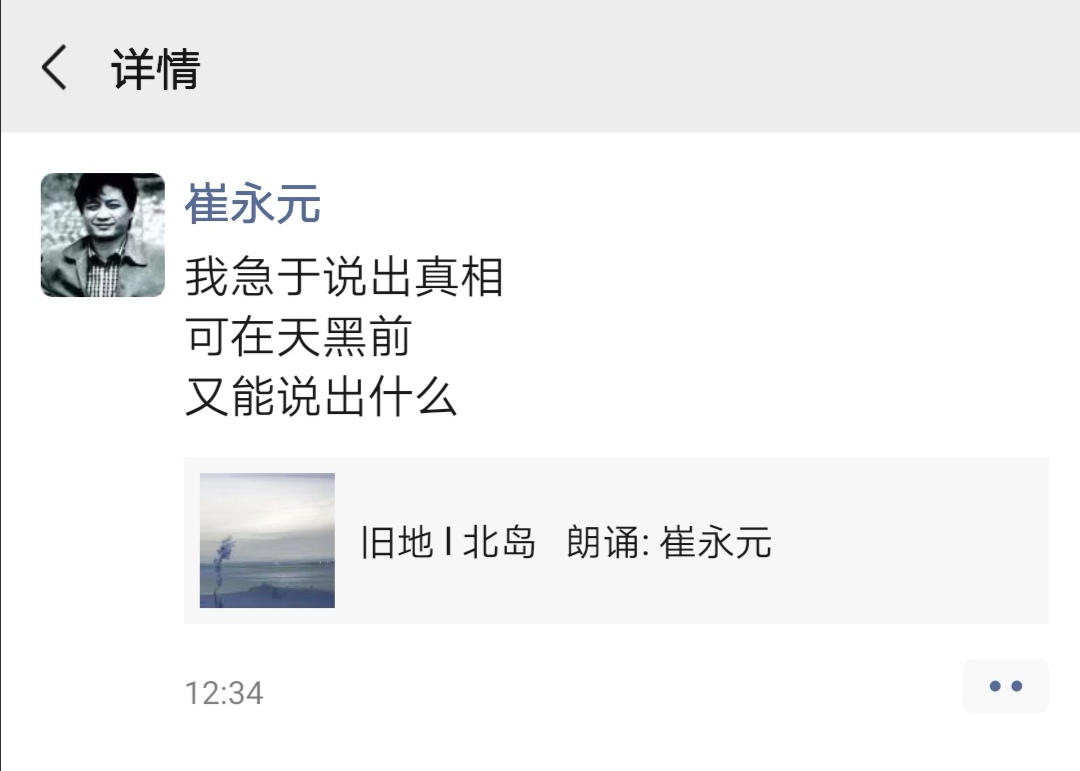 详情
崔永元
我急于说出真相
可在天黑前
又能说出什么
旧地 l 北岛 朗诵: 崔永元
12:34